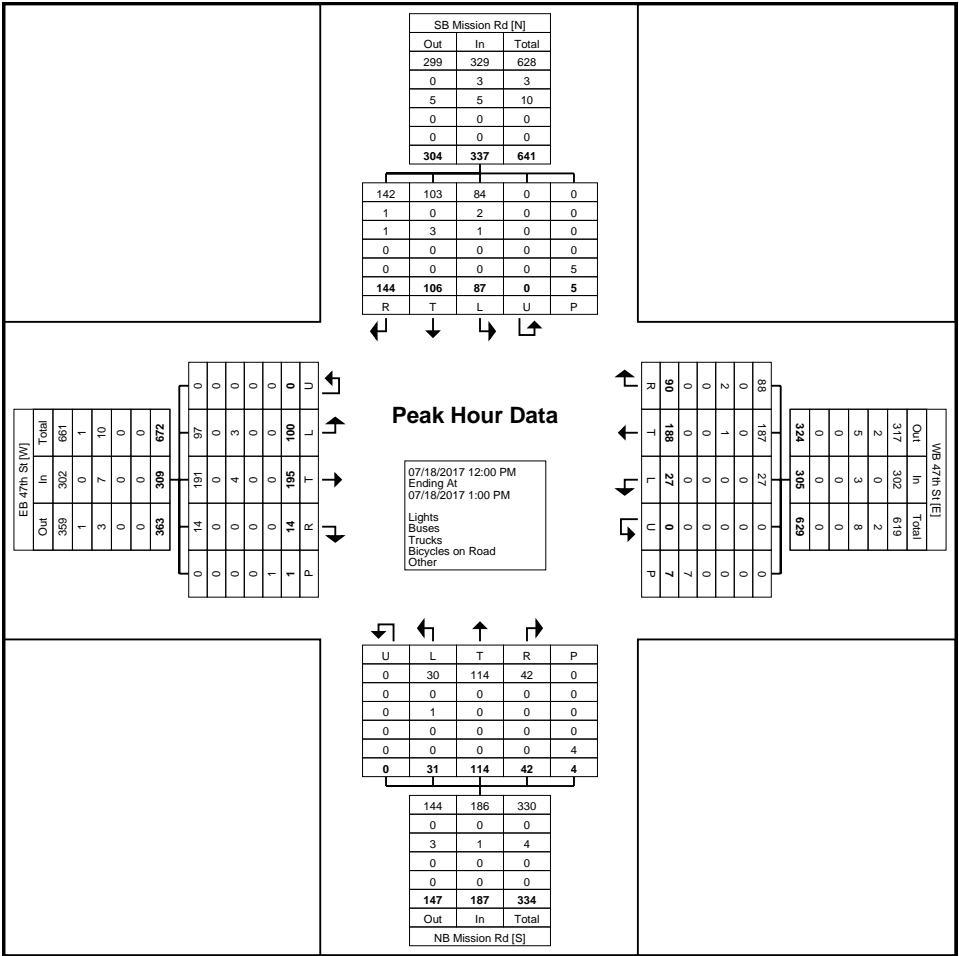 SB Mission Rd [N]
Out In Total
299 329 628
0 3 3
5 5 10
0 0 0
0 0 0
304 337 641
142 103 84 0 0
1 0 2 0 0
1 3 1 0 0
0 0 0 0 0
0 0 0 0 5
144 106 87 0 5
R T L U P
EB 47th St [W]
Out In Total
359 302 661
1 0 1
3 7 10
0 0 0
0 0 0
363 309 672
0 14 191 97 0
0 0 0 0 0
0 0 4 3 0
0 0 0 0 0
1 0 0 0 0
1 14 195 100 0
P R T L U
Peak Hour Data
07/18/2017 12:00 PM
Ending At
07/18/2017 1:00 PM
Lights
Buses
Trucks
Bicycles on Road
Other
WB 47th St [E]
Out In Total
317 302 619
2 0 2
5 3 8
0 0 0
0 0 0
324 305 629
88 187 27 0 0
0 0 0 0 0
2 1 0 0 0
0 0 0 0 0
0 0 0 0 7
90 188 27 0 7
R T L U P
U L T R P
0 30 114 42 0
0 0 0 0 0
0 1 0 0 0
0 0 0 0 0
0 0 0 0 4
0 31 114 42 4
144 186 330
0 0 0
3 1 4
0 0 0
0 0 0
147 187 334
Out In Total
NB Mission Rd [S]